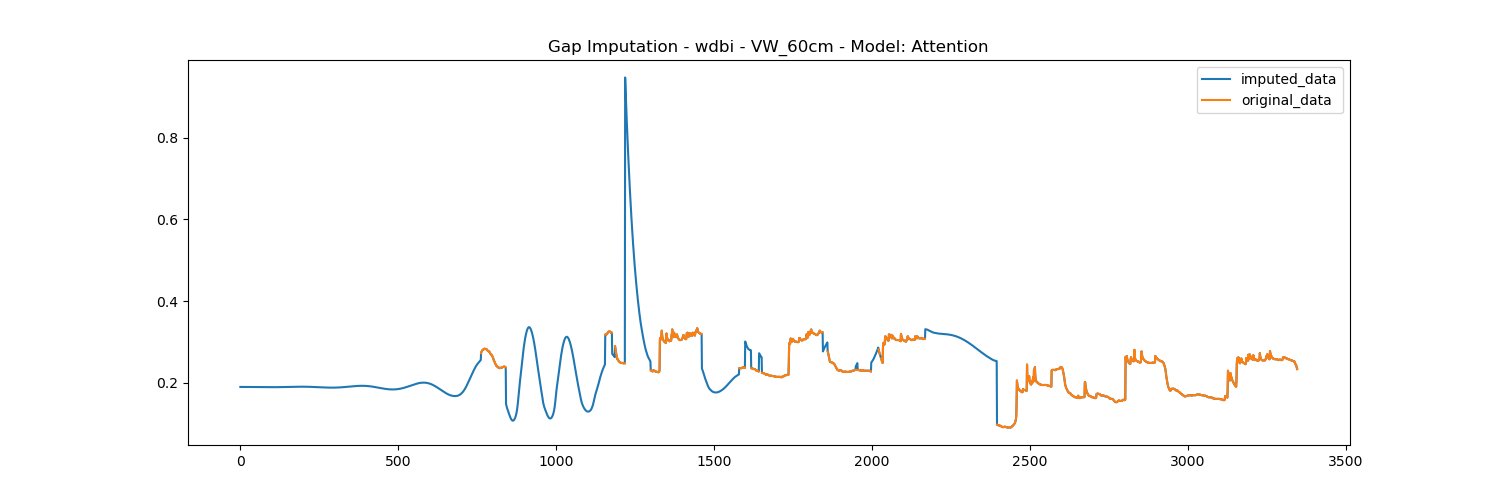 Gap Imputation - wdbi - VW_60cm - Model: Attention
imputed_data
original_data
0.8
0.6
0.4
0.2
0 500 1000 1500 2000 2500 3000 3500